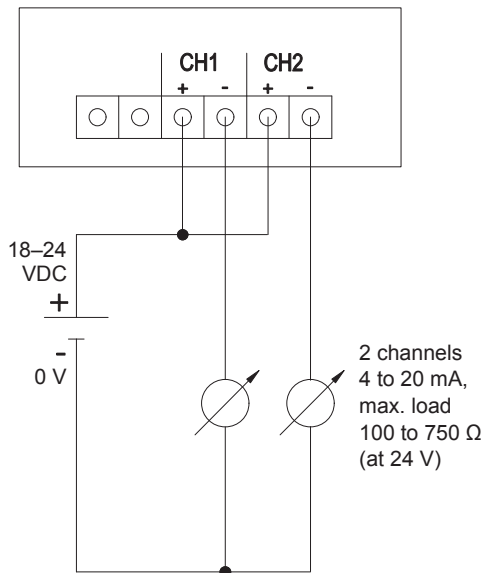 CH1 CH2
+ - + -
18–24
VDC
+
-
0 V
2 channels
4 to 20 mA,
max. load
100 to 750 Ω
(at 24 V)